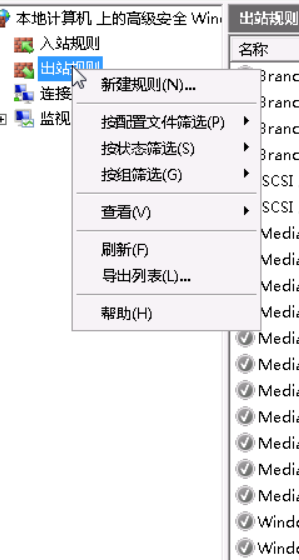 本地计算机 上的高级安全 Win
入站规则
出站规则
连接
监视
新建规则(N)...
按配置文件筛选(P)
按状态筛选(S)
按组筛选(G)
查看(V)
刷新(F)
导出列表(L)...
帮助(H)
出站规则
名称
Branc
Branc
Branc
Branc
SCSI
SCSI
Media
Media
Media
Media
Media
Media
Media
Media
Media
Media
Media
Windo
Windo